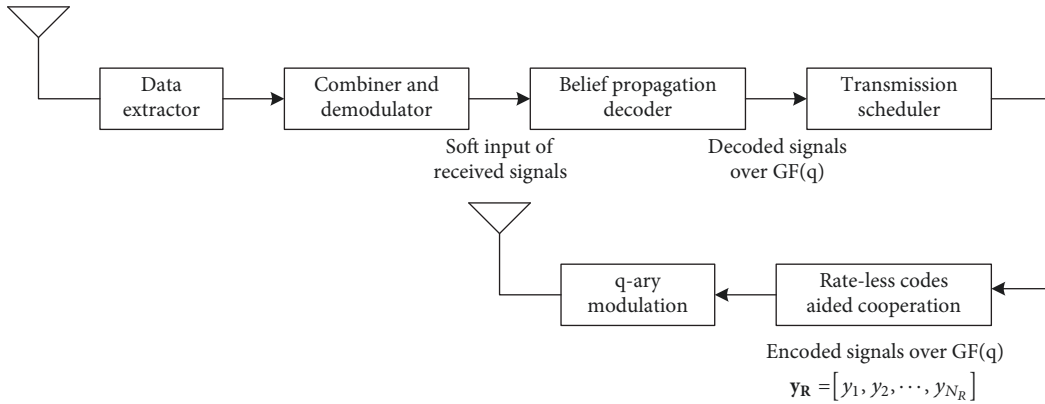 Data
extractor
Combiner and
demodulator
Belief propagation
decoder
Transmission
scheduler
Soft input of
received signals
Decoded signals
over GF(q)
q-ary
modulation
Rate-less codes
aided cooperation
Encoded signals over GF(q)
y_R = [y_1, y_2, ⋯, y_{N_R}]